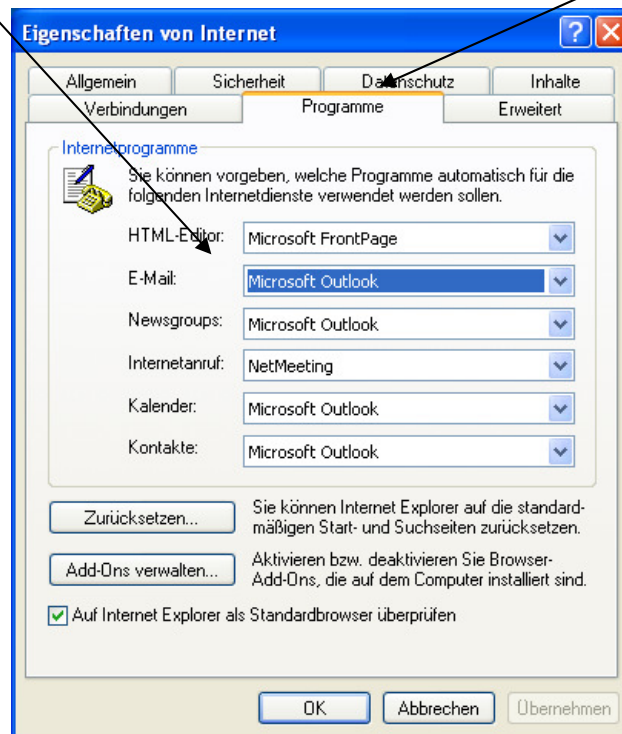 Eigenschaften von Internet
Allgemein Sicherheit Datenschutz Inhalte
Verbindungen Programme Erweitert
Internetprogramme
Sie können vorgeben, welche Programme automatisch für die
folgenden Internetdienste verwendet werden sollen.
HTML-Editor: Microsoft FrontPage
E-Mail: Microsoft Outlook
Newsgroups: Microsoft Outlook
Internetanruf: NetMeeting
Kalender: Microsoft Outlook
Kontakte: Microsoft Outlook
Zurücksetzen... Sie können Internet Explorer auf die standard-
mäßigen Start- und Suchseiten zurücksetzen.
Add-Ons verwalten... Aktivieren bzw. deaktivieren Sie Browser-
Add-Ons, die auf dem Computer installiert sind.
Auf Internet Explorer als Standardbrowser überprüfen
OK Abbrechen Übernehmen